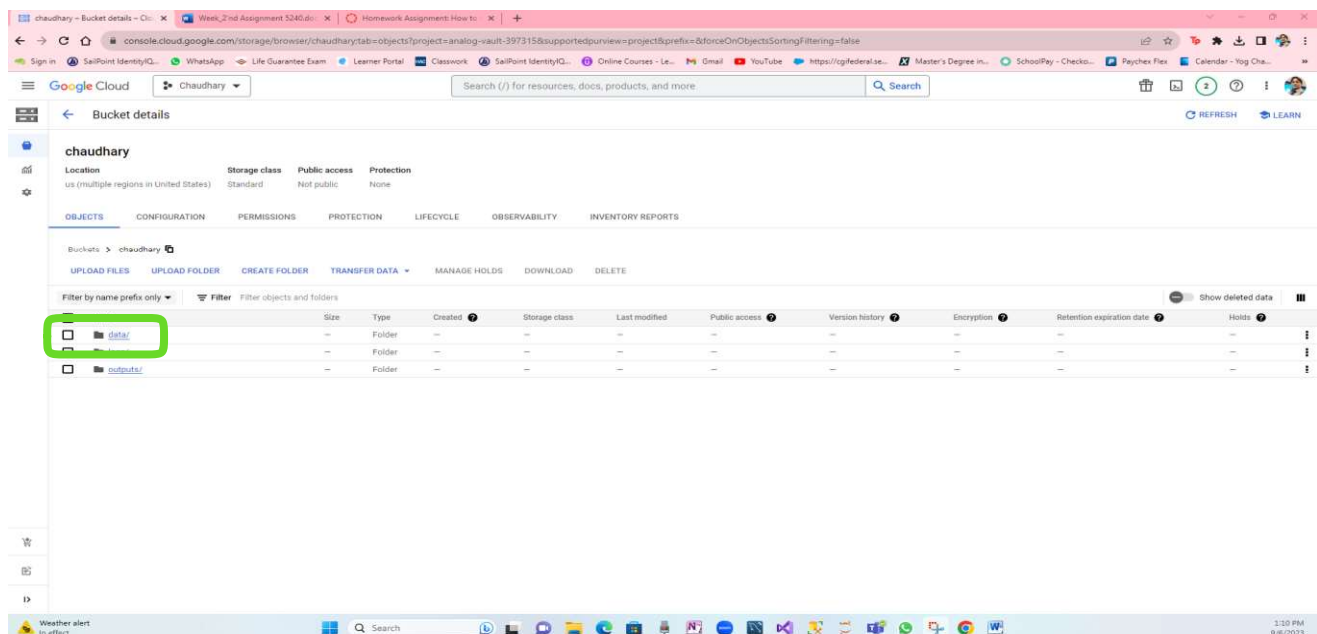 chaudhary – Bucket details – Clo
Week_2'nd Assignment 5240.do
Homework Assignment: How to
console.cloud.google.com/storage/browser/chaudhary;tab=objects?project=analog-vault-397315&supportedpurview=project&prefix=&forceOnObjectsSortingFiltering=false
Sign in SailPoint IdentityIQ... WhatsApp Life Guarantee Exam Learner Portal Classwork SailPoint IdentityIQ... Online Courses - Le... Gmail YouTube https://cgifederal.se... Master's Degree in... SchoolPay - Checko... Paychex Flex Calendar - Yog Cha...
Google Cloud Chaudhary Search (/) for resources, docs, products, and more Search 2
Bucket details REFRESH LEARN
chaudhary
Location Storage class Public access Protection
us (multiple regions in United States) Standard Not public None
OBJECTS CONFIGURATION PERMISSIONS PROTECTION LIFECYCLE OBSERVABILITY INVENTORY REPORTS
Buckets > chaudhary
UPLOAD FILES UPLOAD FOLDER CREATE FOLDER TRANSFER DATA MANAGE HOLDS DOWNLOAD DELETE
Filter by name prefix only Filter Filter objects and folders Show deleted data
Size Type Created Storage class Last modified Public access Version history Encryption Retention expiration date Holds
data/ — Folder — — — — — — — —
— Folder — — — — — — — —
outputs/ — Folder — — — — — — — —
Weather alert
In effect
Search
1:10 PM
9/6/2023